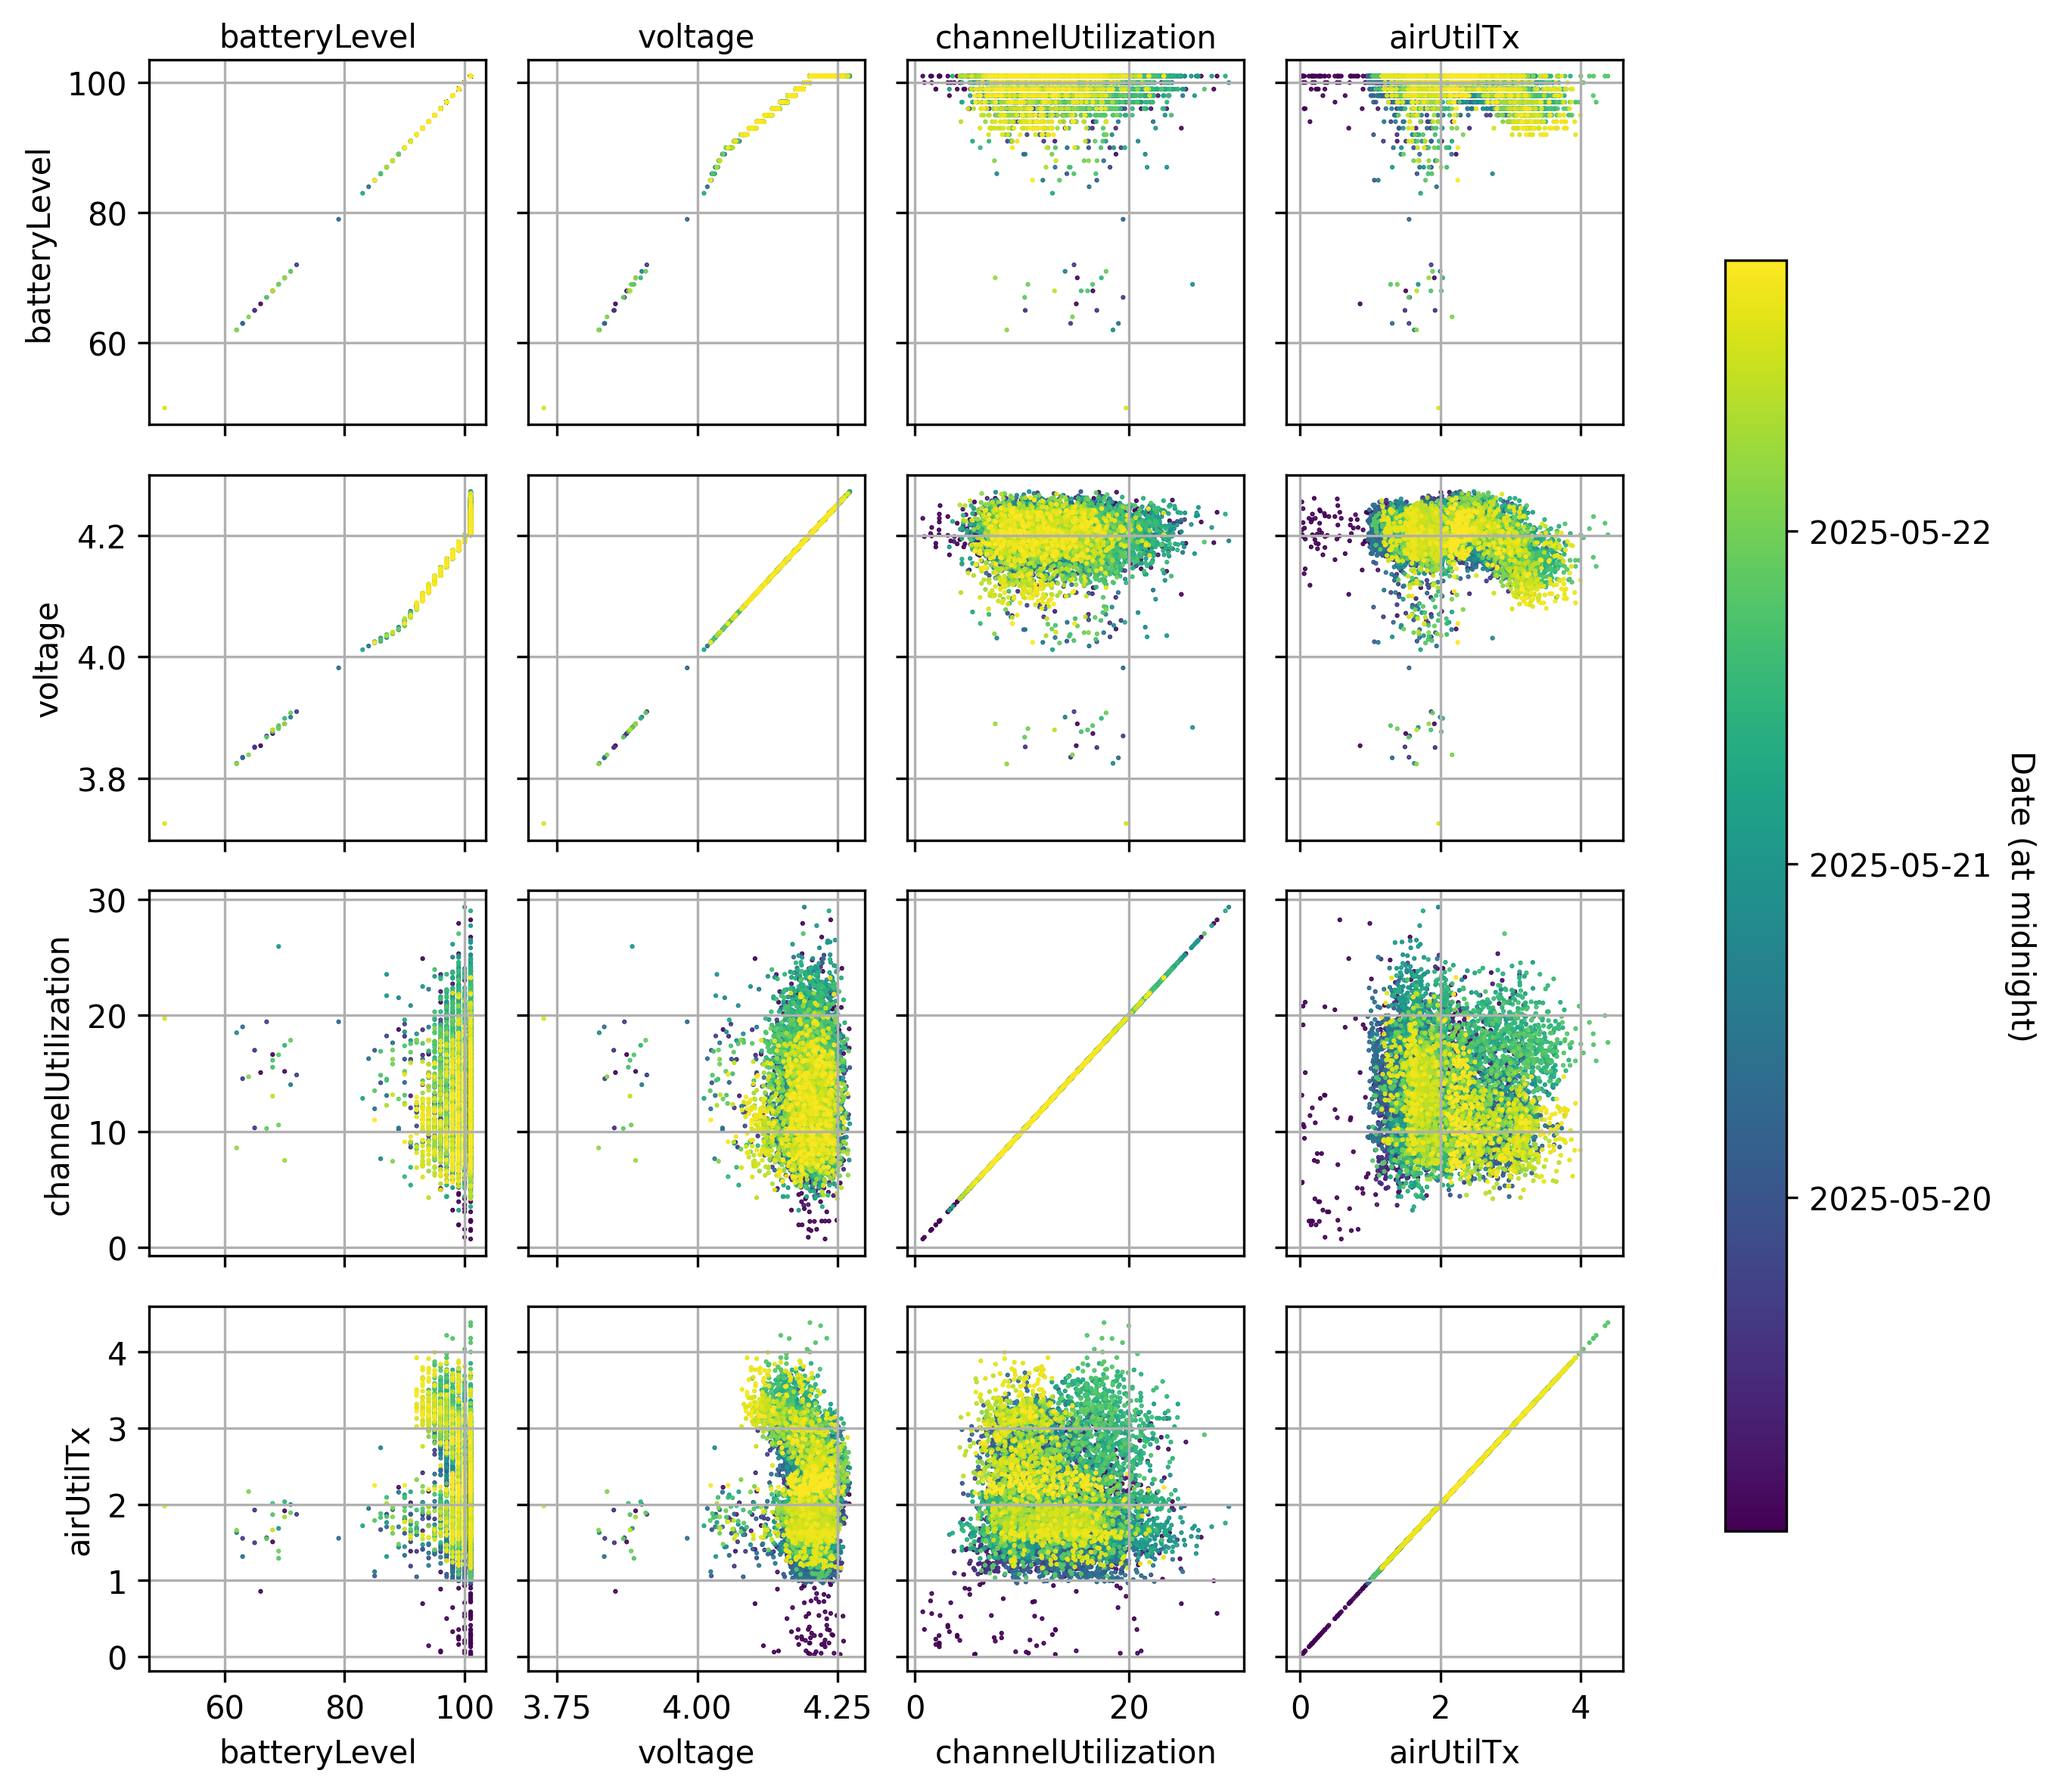 batteryLevel voltage channelUtilization airUtilTx
batteryLevel
100
80
60
voltage
4.2
4.0
3.8
channelUtilization
30
20
10
0
airUtilTx
4
3
2
1
0
60 80 100 3.75 4.00 4.25 0 20 0 2 4
batteryLevel voltage channelUtilization airUtilTx
2025-05-22
2025-05-21
2025-05-20
Date (at midnight)